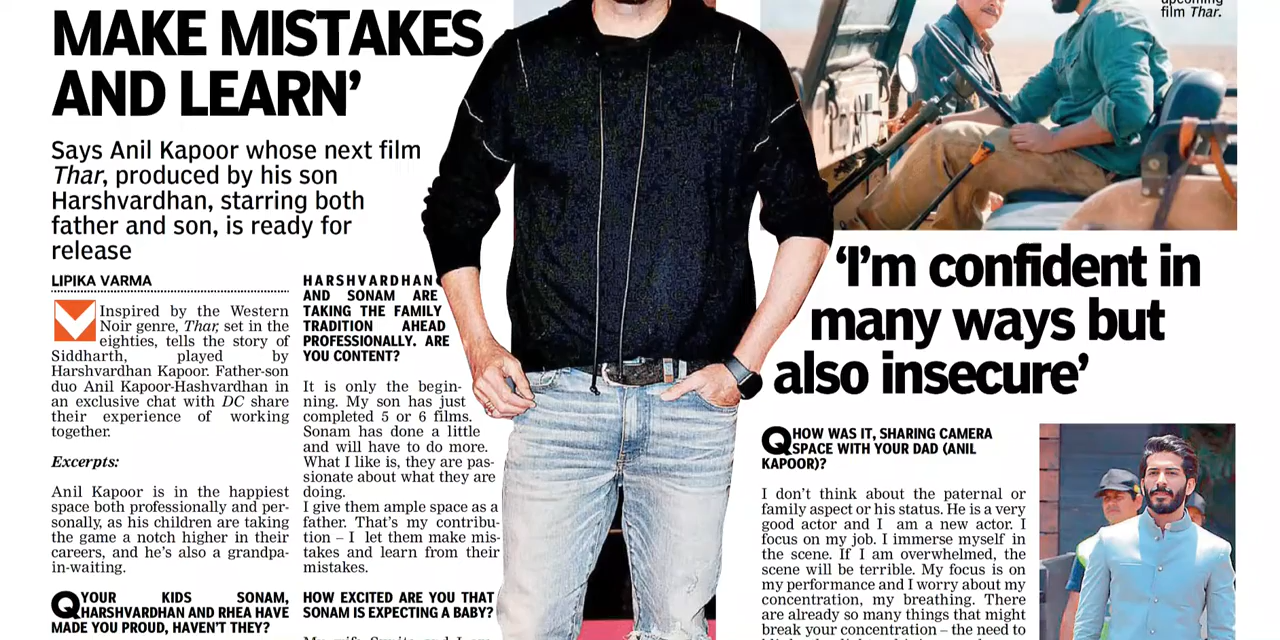 MAKE MISTAKES
AND LEARN’
Says Anil Kapoor whose next film
Thar, produced by his son
Harshvardhan, starring both
father and son, is ready for
release
LIPIKA VARMA
Inspired by the Western
Noir genre, Thar, set in the
eighties, tells the story of
Siddharth, played by
Harshvardhan Kapoor. Father-son
duo Anil Kapoor-Hashvardhan in
an exclusive chat with DC share
their experience of working
together.
Excerpts:
Anil Kapoor is in the happiest
space both professionally and per-
sonally, as his children are taking
the game a notch higher in their
careers, and he’s also a grandpa-
in-waiting.
Q YOUR KIDS SONAM,
HARSHVARDHAN AND RHEA HAVE
MADE YOU PROUD, HAVEN’T THEY?
HARSHVARDHAN
AND SONAM ARE
TAKING THE FAMILY
TRADITION AHEAD
PROFESSIONALLY. ARE
YOU CONTENT?
It is only the begin-
ning. My son has just
completed 5 or 6 films.
Sonam has done a little
and will have to do more.
What I like is, they are pas-
sionate about what they are
doing.
I give them ample space as a
father. That’s my contribu-
tion – I let them make mis-
takes and learn from their
mistakes.
HOW EXCITED ARE YOU THAT
SONAM IS EXPECTING A BABY?
upcoming
film Thar.
‘I’m confident in
many ways but
also insecure’
Q HOW WAS IT, SHARING CAMERA
SPACE WITH YOUR DAD (ANIL
KAPOOR)?
I don’t think about the paternal or
family aspect or his status. He is a very
good actor and I am a new actor. I
focus on my job. I immerse myself in
the scene. If I am overwhelmed, the
scene will be terrible. My focus is on
my performance and I worry about my
concentration, my breathing. There
are already so many things that might
break your concentration – the need to